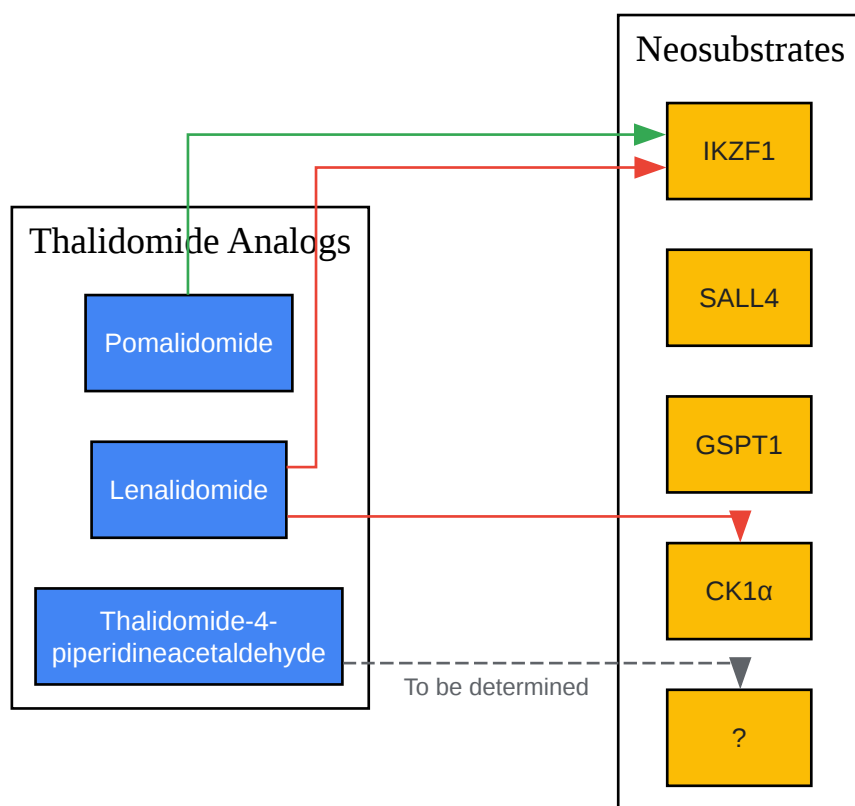 Neosubstrates
IKZF1
Thalidomide Analogs
SALL4
Pomalidomide
GSPT1
Lenalidomide
CK1α
Thalidomide-4-
piperidineacetaldehyde
To be determined
?